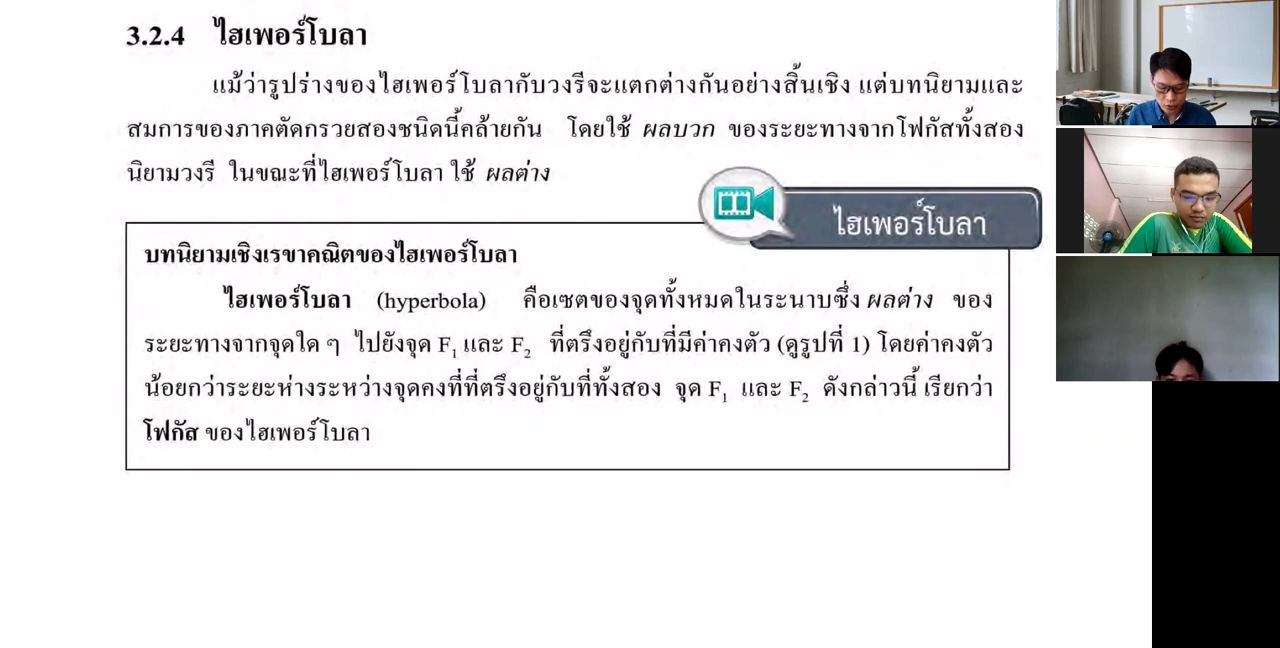 3.2.4 ไฮเพอร์โบลา
แม้ว่ารูปร่างของไฮเพอร์โบลากับวงรีจะแตกต่างกันอย่างสิ้นเชิง แต่บทนิยามและ
สมการของภาคตัดกรวยสองชนิดนี้คล้ายกัน โดยใช้ ผลบวก ของระยะทางจากโฟกัสทั้งสอง
นิยามวงรี ในขณะที่ไฮเพอร์โบลา ใช้ ผลต่าง
ไฮเพอร์โบลา
บทนิยามเชิงเรขาคณิตของไฮเพอร์โบลา
ไฮเพอร์โบลา (hyperbola) คือเซตของจุดทั้งหมดในระนาบซึ่ง ผลต่าง ของ
ระยะทางจากจุดใด ๆ ไปยังจุด F₁ และ F₂ ที่ตรึงอยู่กับที่มีค่าคงตัว (ดูรูปที่ 1) โดยค่าคงตัว
น้อยกว่าระยะห่างระหว่างจุดคงที่ที่ตรึงอยู่กับที่ทั้งสอง จุด F₁ และ F₂ ดังกล่าวนี้ เรียกว่า
โฟกัส ของไฮเพอร์โบลา